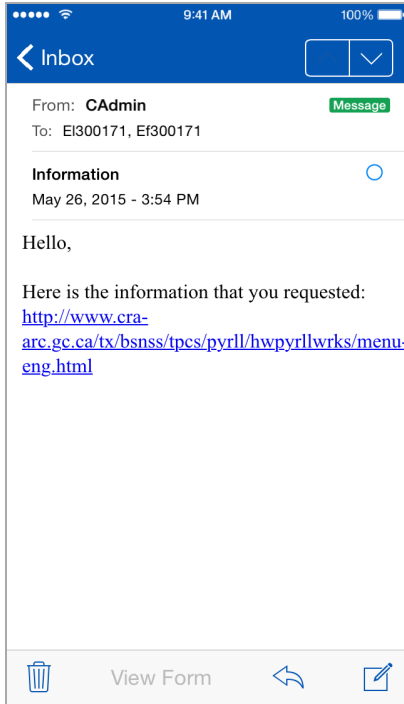 9:41 AM
100%
Inbox
From: CAdmin
Message
To: El300171, Ef300171
Information
May 26, 2015 - 3:54 PM
Hello,
Here is the information that you requested:
http://www.cra-
arc.gc.ca/tx/bsnss/tpcs/pyrll/hwpyrllwrks/menu-
eng.html
View Form